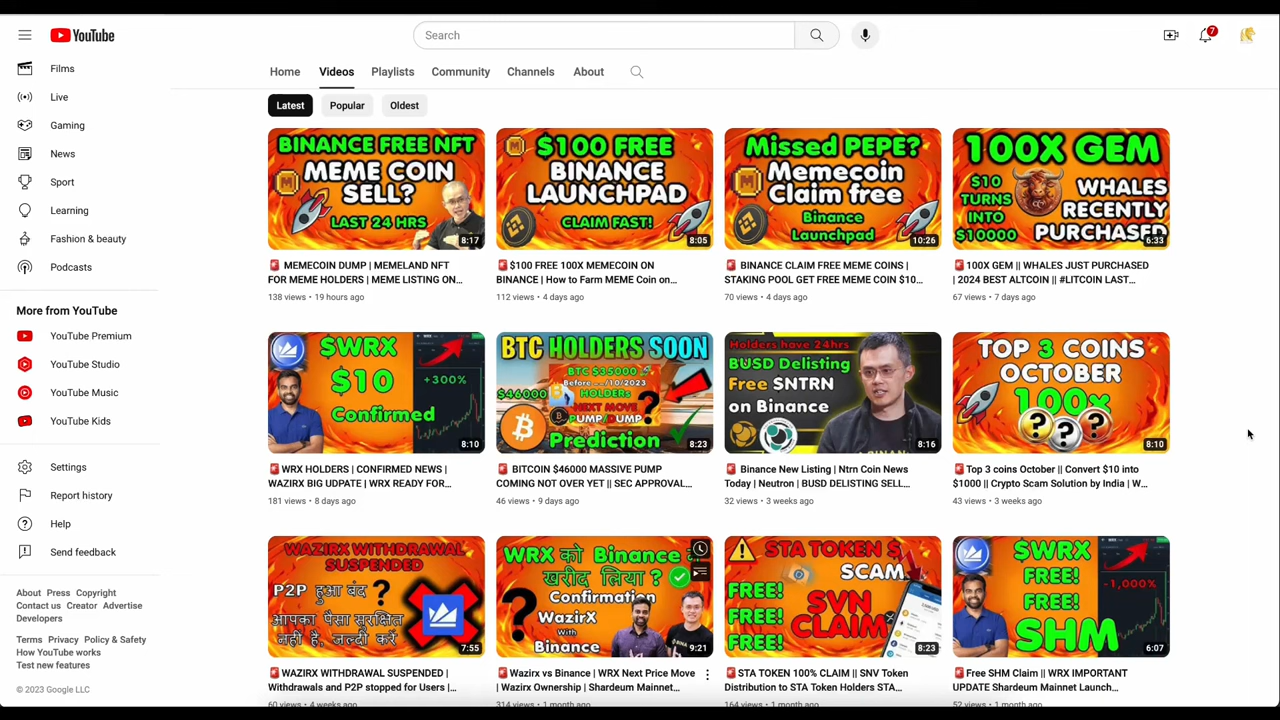 YouTube
Search
7
Films
Live
Gaming
News
Sport
Learning
Fashion & beauty
Podcasts
More from YouTube
YouTube Premium
YouTube Studio
YouTube Music
YouTube Kids
Settings
Report history
Help
Send feedback
About Press Copyright
Contact us Creator Advertise
Developers
Terms Privacy Policy & Safety
How YouTube works
Test new features
© 2023 Google LLC
Home Videos Playlists Community Channels About
Latest Popular Oldest
BINANCE FREE NFT
MEME COIN
SELL?
LAST 24 HRS
8:17
MEMECOIN DUMP | MEMELAND NFT
FOR MEME HOLDERS | MEME LISTING ON...
138 views • 19 hours ago
$100 FREE
BINANCE
LAUNCHPAD
CLAIM FAST!
8:05
$100 FREE 100X MEMECOIN ON
BINANCE | How to Farm MEME Coin on...
112 views • 4 days ago
Missed PEPE?
Memecoin
Claim free
Binance
Launchpad
10:26
BINANCE CLAIM FREE MEME COINS |
STAKING POOL GET FREE MEME COIN $10...
70 views • 4 days ago
100X GEM
$10
TURNS
INTO
$10000
WHALES
RECENTLY
PURCHASED
6:33
100X GEM || WHALES JUST PURCHASED
| 2024 BEST ALTCOIN || #LITCOIN LAST...
67 views • 7 days ago
$WRX
$10
+300%
Confirmed
8:10
WRX HOLDERS | CONFIRMED NEWS |
WAZIRX BIG UDPATE | WRX READY FOR...
181 views • 8 days ago
BTC HOLDERS SOON
BTC $35000
Before __/10/2023
$46000
HOLDERs
NEXT MOVE
PUMP/DUMP
?
Prediction
8:23
BITCOIN $46000 MASSIVE PUMP
COMING NOT OVER YET || SEC APPROVAL...
46 views • 9 days ago
Holders have 24hrs
BUSD Delisting
Free SNTRN
on Binance
8:16
Binance New Listing | Ntrn Coin News
Today | Neutron | BUSD DELISTING SELL...
32 views • 3 weeks ago
TOP 3 COINS
OCTOBER
100x
? ? ?
8:10
Top 3 coins October || Convert $10 into
$1000 || Crypto Scam Solution by India | W...
43 views • 3 weeks ago
WAZIRX WITHDRAWAL
SUSPENDED
P2P हुआ बंद ?
आपका पैसा सुरक्षित
नहीं है, जल्दी करें
7:55
WAZIRX WITHDRAWAL SUSPENDED |
Withdrawals and P2P stopped for Users |...
60 views • 4 weeks ago
WRX को Binance ने
खरीद लिया ?
Confirmation
WazirX
With
Binance
?
9:21
Wazirx vs Binance | WRX Next Price Move
| Wazirx Ownership | Shardeum Mainnet...
314 views • 1 month ago
STA TOKEN $
SCAM
FREE!
FREE!
FREE!
SVN
CLAIM
8:23
STA TOKEN 100% CLAIM || SNV Token
Distribution to STA Token Holders STA...
164 views • 1 month ago
$WRX
FREE!
FREE!
-1,000%
SHM
6:07
Free SHM Claim || WRX IMPORTANT
UPDATE Shardeum Mainnet Launch...
52 views • 1 month ago